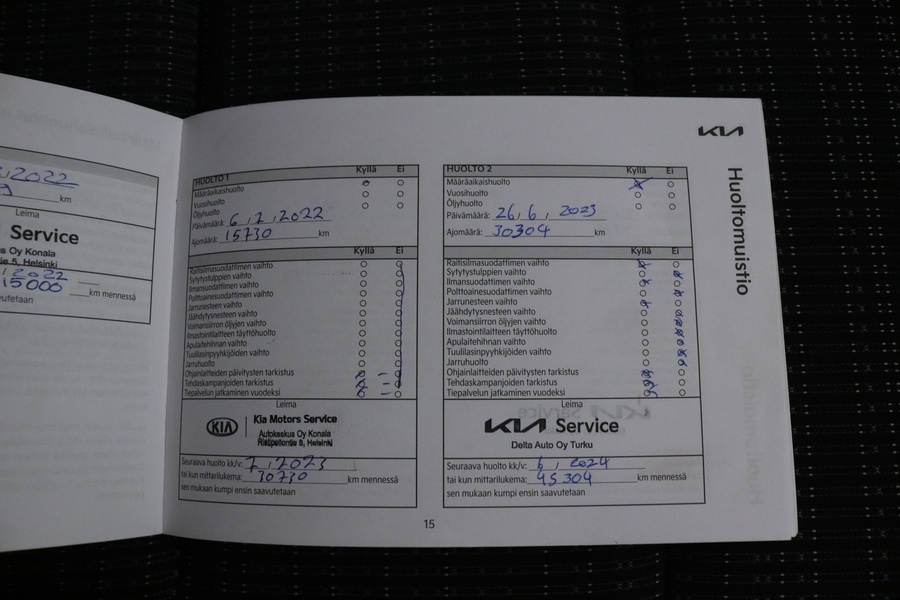 2022
km
Leima
Service
s Oy Konala
ie 5, Helsinki
2022
15000 km mennessä
vutetaan
KIA
Huoltomuistio
HUOLTO 1 Kyllä Ei
Määräaikaishuolto
Vuosihuolto
Öljyhuolto
Päivämäärä: 6,7,2022
Ajomäärä: 15730 km
Kyllä Ei
Raitisilmasuodattimen vaihto
Sytytystulppien vaihto
Ilmansuodattimen vaihto
Polttoainesuodattimen vaihto
Jarrunesteen vaihto
Jäähdytysnesteen vaihto
Voimansiirron öljyjen vaihto
Ilmastointilaitteen täyttöhuolto
Apulaitehihnan vaihto
Tuulilasinpyyhkijöiden vaihto
Jarruhuolto
Ohjainlaitteiden päivitysten tarkistus
Tehdaskampanjoiden tarkistus
Tiepalvelun jatkaminen vuodeksi
Leima
KIA Kia Motors Service
Autokeskus Oy Konala
Ristipellontie 5, Helsinki
Seuraava huolto kk/v: 7,2023
tai kun mittarilukema: 30730 km mennessä
sen mukaan kumpi ensin saavutetaan
HUOLTO 2 Kyllä Ei
Määräaikaishuolto
Vuosihuolto
Öljyhuolto
Päivämäärä: 26,6,2023
Ajomäärä: 30304 km
Kyllä Ei
Raitisilmasuodattimen vaihto
Sytytystulppien vaihto
Ilmansuodattimen vaihto
Polttoainesuodattimen vaihto
Jarrunesteen vaihto
Jäähdytysnesteen vaihto
Voimansiirron öljyjen vaihto
Ilmastointilaitteen täyttöhuolto
Apulaitehihnan vaihto
Tuulilasinpyyhkijöiden vaihto
Jarruhuolto
Ohjainlaitteiden päivitysten tarkistus
Tehdaskampanjoiden tarkistus
Tiepalvelun jatkaminen vuodeksi
Leima
KIA Service
Delta Auto Oy Turku
Seuraava huolto kk/v: 6,2024
tai kun mittarilukema: 45304 km mennessä
sen mukaan kumpi ensin saavutetaan
15